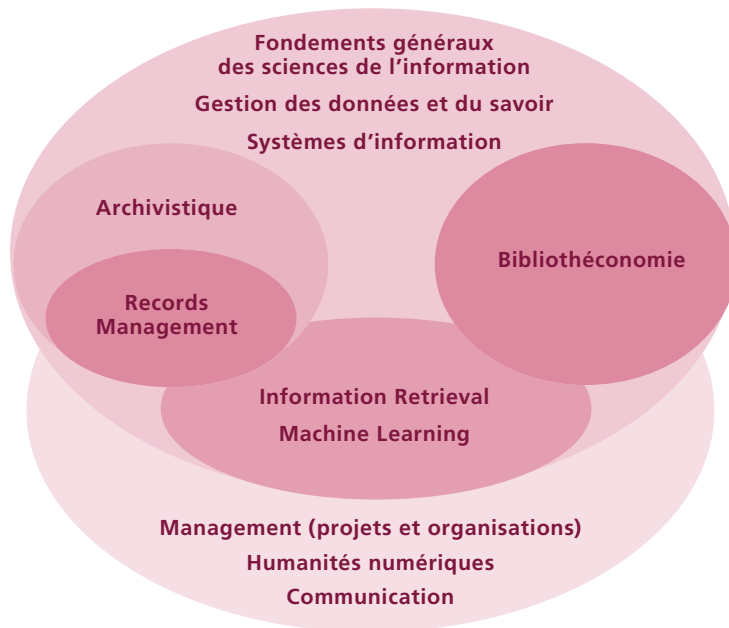 Fondements généraux
des sciences de l’information
Gestion des données et du savoir
Systèmes d’information
Archivistique
Bibliothéconomie
Records
Management
Information Retrieval
Machine Learning
Management (projets et organisations)
Humanités numériques
Communication